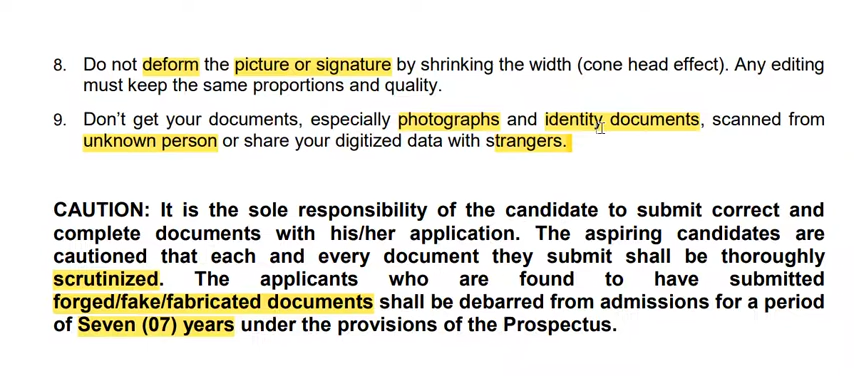 8. Do not deform the picture or signature by shrinking the width (cone head effect). Any editing
must keep the same proportions and quality.
9. Don't get your documents, especially photographs and identity documents, scanned from
unknown person or share your digitized data with strangers.
CAUTION: It is the sole responsibility of the candidate to submit correct and
complete documents with his/her application. The aspiring candidates are
cautioned that each and every document they submit shall be thoroughly
scrutinized. The applicants who are found to have submitted
forged/fake/fabricated documents shall be debarred from admissions for a period
of Seven (07) years under the provisions of the Prospectus.